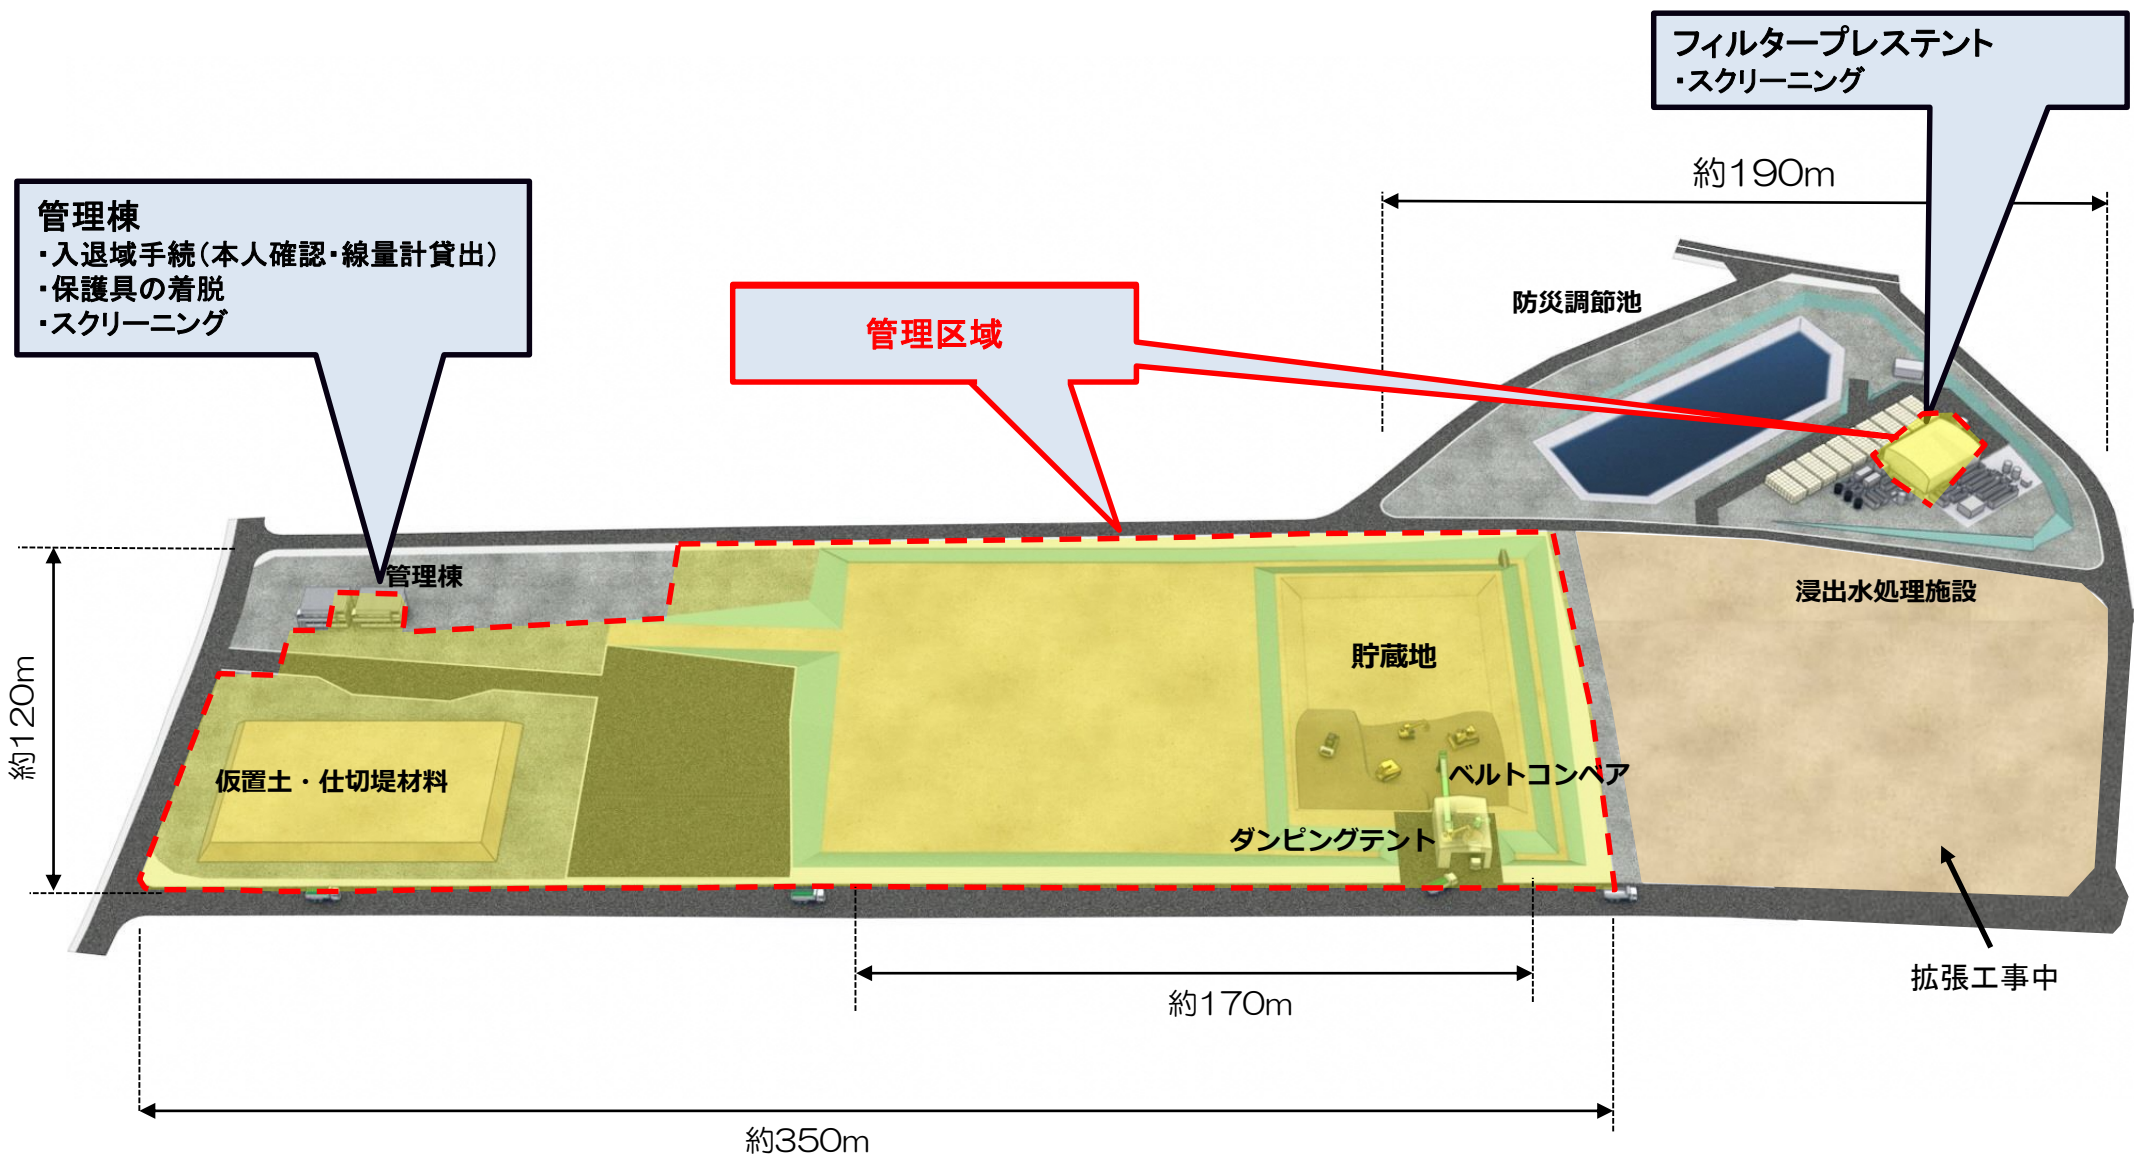 フィルタープレステント
・スクリーニング
約190m
管理棟
・入退域手続(本人確認・線量計貸出)
・保護具の着脱
・スクリーニング
防災調節池
管理区域
管理棟
浸出水処理施設
貯蔵地
約120m
仮置土・仕切堤材料
ベルトコンベア
ダンピングテント
拡張工事中
約170m
約350m